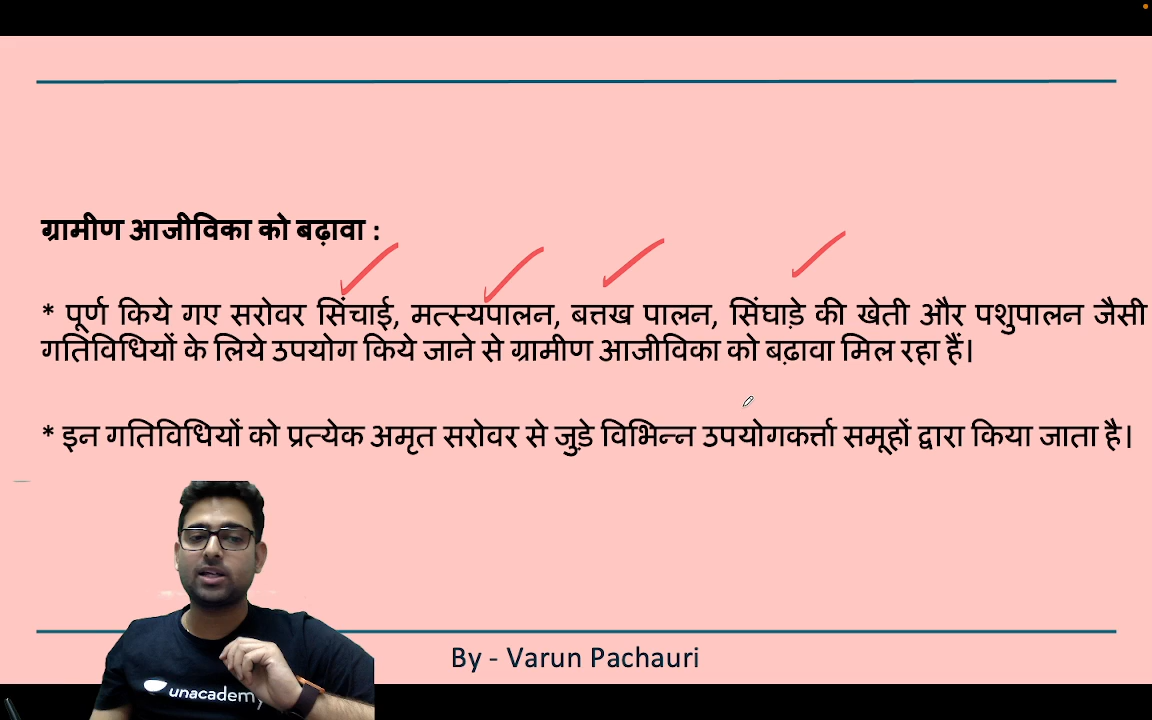 ग्रामीण आजीविका को बढ़ावा :
* पूर्ण किये गए सरोवर सिंचाई, मत्स्यपालन, बत्तख पालन, सिंघाड़े की खेती और पशुपालन जैसी
गतिविधियों के लिये उपयोग किये जाने से ग्रामीण आजीविका को बढ़ावा मिल रहा हैं।
* इन गतिविधियों को प्रत्येक अमृत सरोवर से जुड़े विभिन्न उपयोगकर्त्ता समूहों द्वारा किया जाता है।
unacademy
By - Varun Pachauri